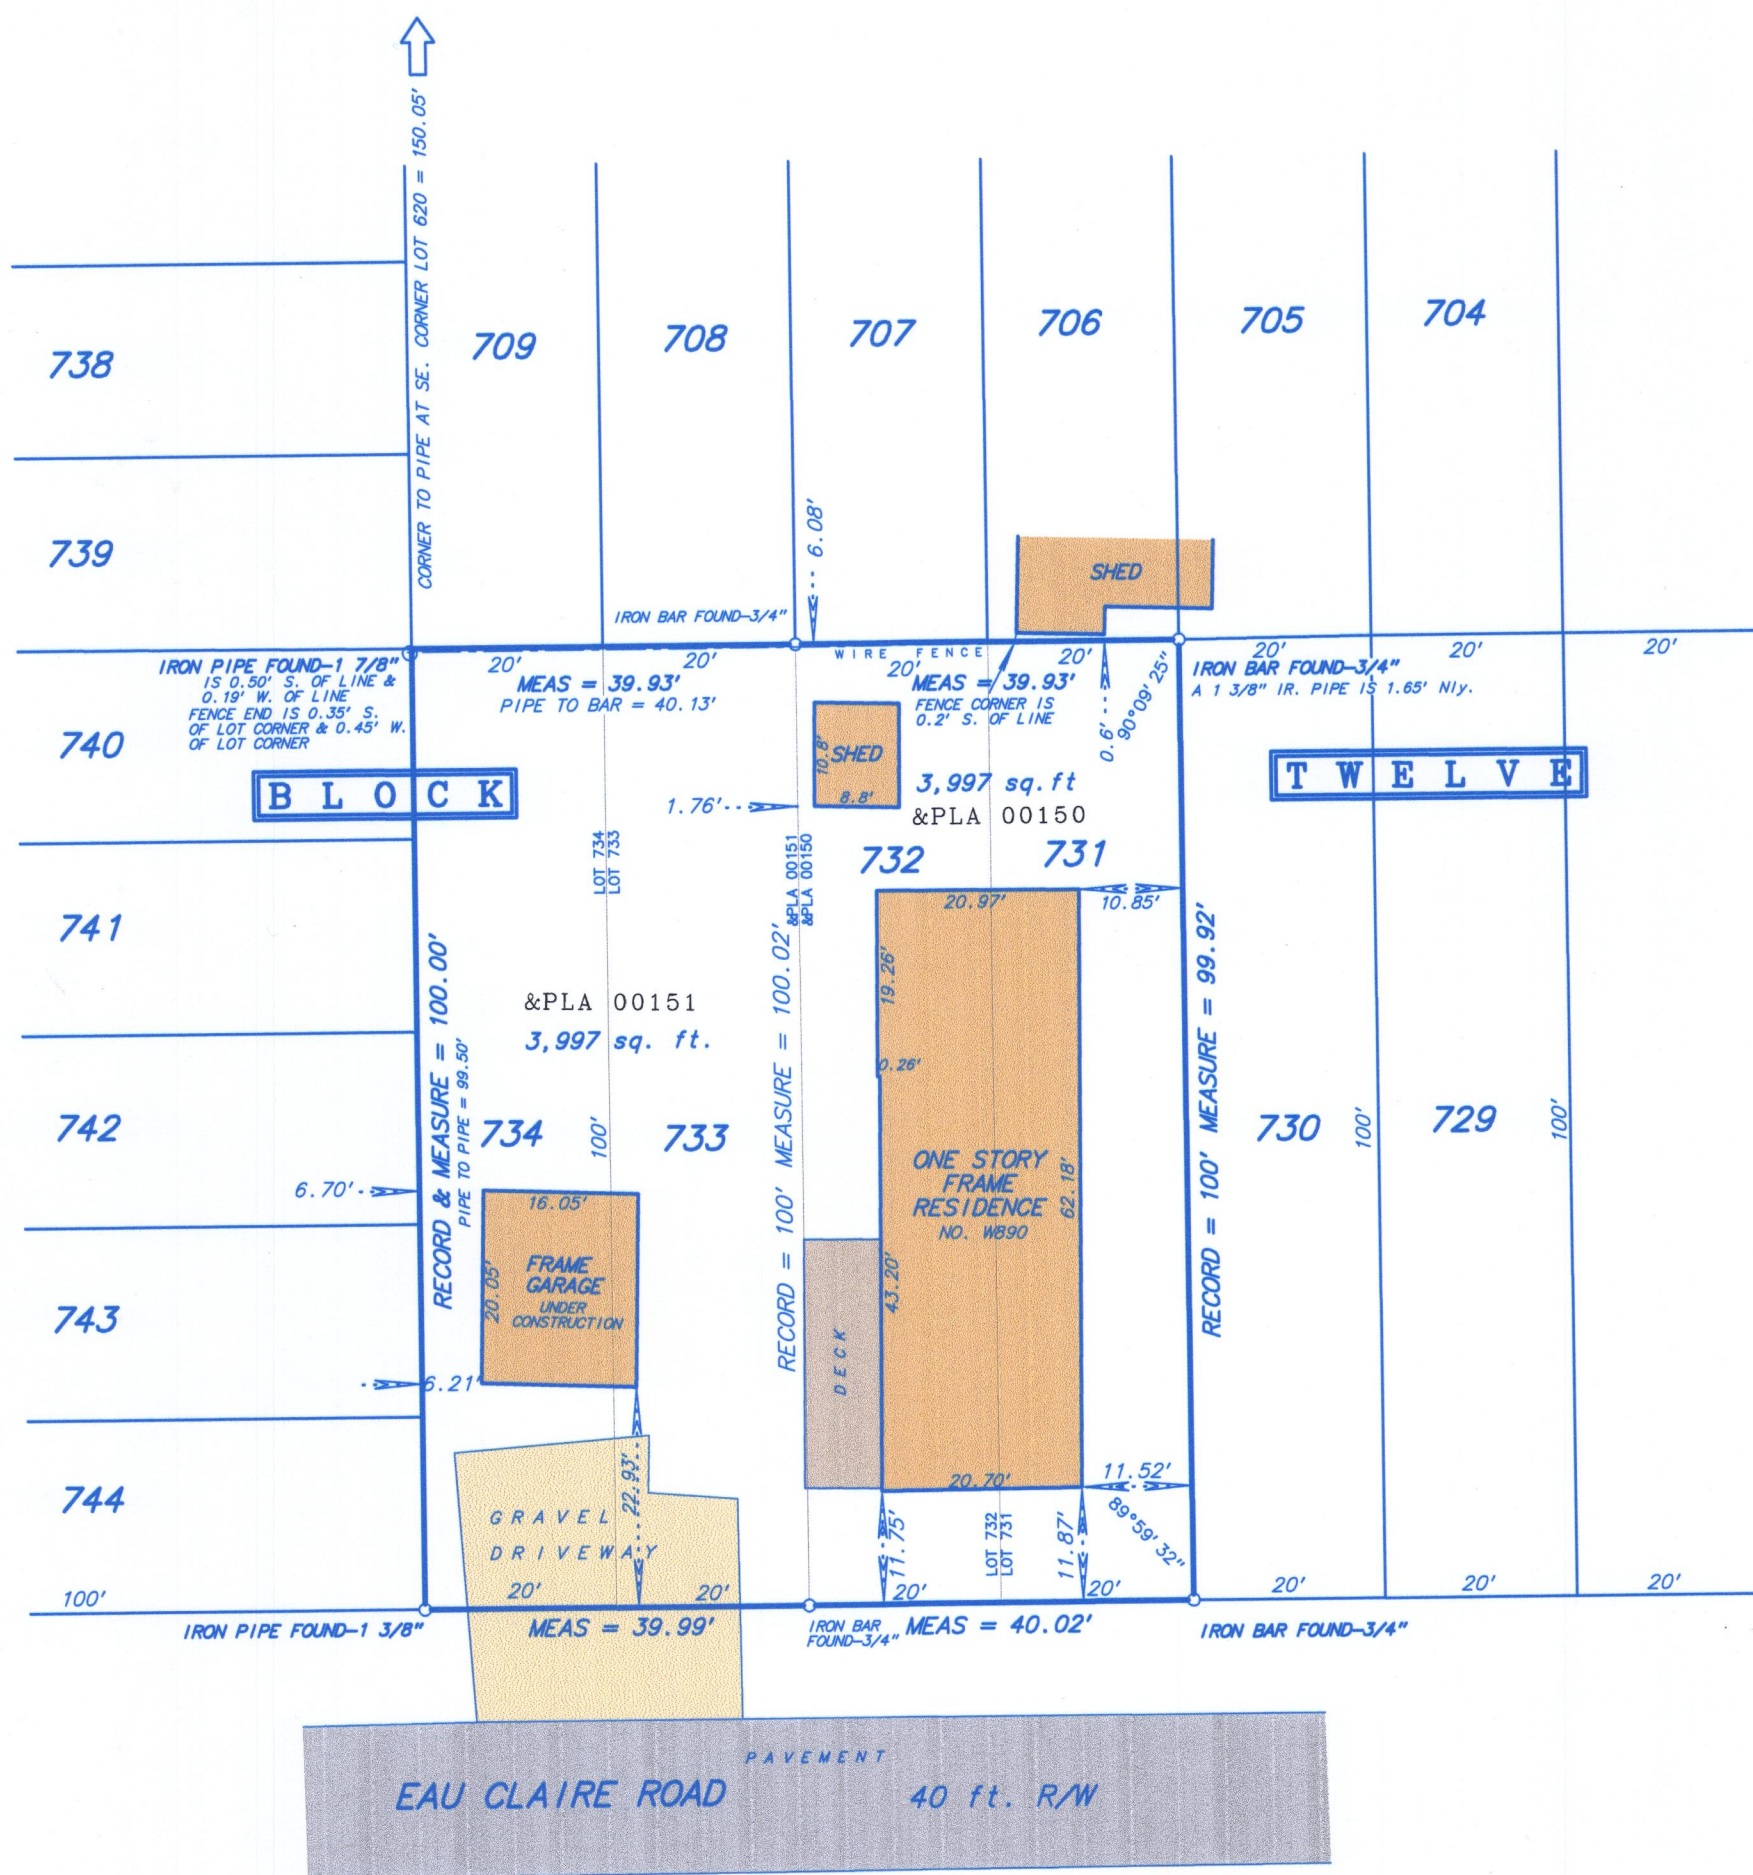 CORNER TO PIPE AT SE. CORNER LOT 620 = 150.05'
709
708
707
706
705
704
738
739
6.08'
SHED
IRON BAR FOUND-3/4"
IRON PIPE FOUND-1 7/8"
IS 0.50' S. OF LINE &
0.19' W. OF LINE
FENCE END IS 0.35' S.
OF LOT CORNER & 0.45' W.
OF LOT CORNER
20'
20'
WIRE FENCE
20'
20'
20'
20'
20'
MEAS = 39.93'
PIPE TO BAR = 40.13'
MEAS = 39.93'
FENCE CORNER IS
0.2' S. OF LINE
0.6'
90°09' 25"
IRON BAR FOUND-3/4"
A 1 3/8" IR. PIPE IS 1.65' Nly.
740
BLOCK
TWELVE
10.8'
SHED
8.8'
1.76'
3,997 sq.ft
&PLA 00150
LOT 734
LOT 733
&PLA 00151
&PLA 00150
732
731
741
20.97'
10.85'
19.26'
0.26'
RECORD & MEASURE = 100.00'
PIPE TO PIPE = 99.50'
&PLA 00151
3,997 sq. ft.
RECORD = 100' MEASURE = 100.02'
RECORD = 100' MEASURE = 99.92'
742
734
100'
733
730
100'
729
100'
ONE STORY
FRAME
RESIDENCE
NO. W890
62.18'
6.70'
16.05'
20.05'
FRAME
GARAGE
UNDER
CONSTRUCTION
43.20'
DECK
743
6.21'
744
22.93'
GRAVEL
DRIVEWAY
20.70'
11.52'
11.75'
LOT 732
LOT 731
11.87'
89°59' 32"
100'
20'
20'
20'
20'
20'
20'
20'
IRON PIPE FOUND-1 3/8"
MEAS = 39.99'
IRON BAR
FOUND-3/4"
MEAS = 40.02'
IRON BAR FOUND-3/4"
PAVEMENT
EAU CLAIRE ROAD
40 ft. R/W